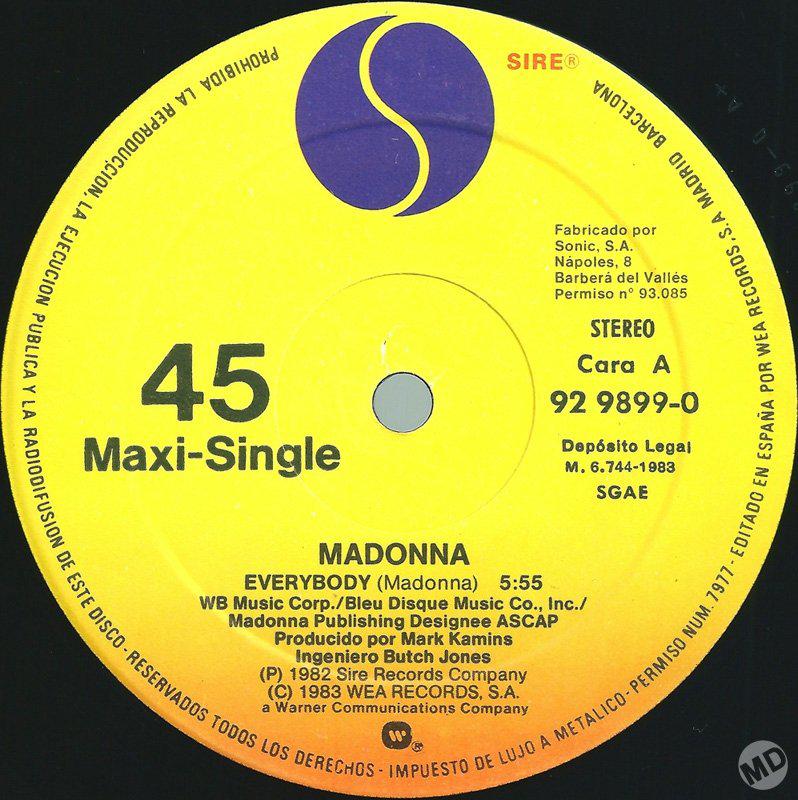 SIRE®
PROHIBIDA LA REPRODUCCION, LA EJECUCION PUBLICA Y LA RADIODIFUSION DE ESTE DISCO - RESERVADOS TODOS LOS DERECHOS - IMPUESTO DE LUJO A METALICO - PERMISO NUM. 7977 - EDITADO EN ESPAÑA POR WEA RECORDS, S.A MADRID BARCELONA
Fabricado por
Sonic, S.A.
Nápoles, 8
Barberá del Vallés
Permiso n° 93.085
STEREO
Cara A
92 9899-0
Depósito Legal
M. 6.744-1983
SGAE
45
Maxi-Single
MADONNA
EVERYBODY (Madonna) 5:55
WB Music Corp./Bleu Disque Music Co., Inc./
Madonna Publishing Designee ASCAP
Producido por Mark Kamins
Ingeniero Butch Jones
(P) 1982 Sire Records Company
(C) 1983 WEA RECORDS, S.A.
a Warner Communications Company
®
MD